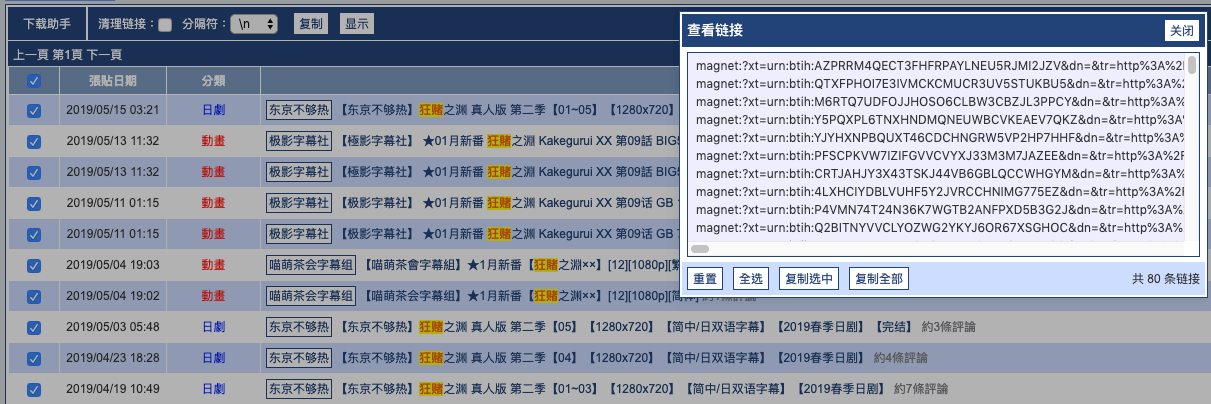 下载助手 清理链接： 分隔符： \n 复制 显示
上一頁 第1頁 下一頁
張貼日期 分類
2019/05/15 03:21 日劇 东京不够热 【东京不够热】狂赌之渊 真人版 第二季【01~05】【1280x720】
2019/05/13 11:32 動畫 极影字幕社 【極影字幕社】 ★01月新番 狂赌之渊 Kakegurui XX 第09話 BIG5
2019/05/13 11:32 動畫 极影字幕社 【極影字幕社】 ★01月新番 狂赌之渊 Kakegurui XX 第09話 BIG5
2019/05/11 01:15 動畫 极影字幕社 【极影字幕社】 ★01月新番 狂赌之渊 Kakegurui XX 第09话 GB
2019/05/11 01:15 動畫 极影字幕社 【极影字幕社】 ★01月新番 狂赌之渊 Kakegurui XX 第09话 GB
2019/05/04 19:03 動畫 喵萌茶会字幕组 【喵萌茶會字幕組】★1月新番【狂赌之淵××】[12][1080p][繁
2019/05/04 19:02 動畫 喵萌茶会字幕组 【喵萌茶会字幕组】★1月新番【狂赌之渊××】[12][1080p][简
2019/05/03 05:48 日劇 东京不够热 【东京不够热】狂赌之渊 真人版 第二季【05】【1280x720】【简中/日双语字幕】【2019春季日剧】【完结】 約3條評論
2019/04/23 18:28 日劇 东京不够热 【东京不够热】狂赌之渊 真人版 第二季【04】【1280x720】【简中/日双语字幕】【2019春季日剧】 約4條評論
2019/04/19 10:49 日劇 东京不够热 【东京不够热】狂赌之渊 真人版 第二季【01~03】【1280x720】【简中/日双语字幕】【2019春季日剧】 約7條評論
查看链接 关闭
magnet:?xt=urn:btih:AZPRRM4QECT3FHFRPAYLNEU5RJMI2JZV&dn=&tr=http%3A%2
magnet:?xt=urn:btih:QTXFPHOI7E3IVMCKCMUCR3UV5STUKBU5&dn=&tr=http%3A%
magnet:?xt=urn:btih:M6RTQ7UDFOJJHOSO6CLBW3CBZJL3PPCY&dn=&tr=http%3A%
magnet:?xt=urn:btih:Y5PQXPL6TNXHNDMQNEUWBCVKEAEV7QKZ&dn=&tr=http%3A%
magnet:?xt=urn:btih:YJYHXNPBQUXT46CDCHNGRW5VP2HP7HHF&dn=&tr=http%3A%
magnet:?xt=urn:btih:PFSCPKVW7IZIFGVVCVYXJ33M3M7JAZEE&dn=&tr=http%3A%2F
magnet:?xt=urn:btih:CRTJAHJY3X43TSKJ44VB6GBLQCCWHGYM&dn=&tr=http%3A%
magnet:?xt=urn:btih:4LXHCIYDBLVUHF5Y2JVRCCHNIMG775EZ&dn=&tr=http%3A%2
magnet:?xt=urn:btih:P4VMN74T24N36K7WGTB2ANFPXD5B3G2J&dn=&tr=http%3A%
magnet:?xt=urn:btih:Q2BITNYVVCLYOZWG2YKYJ6OR67XSGHOC&dn=&tr=http%3A%
重置 全选 复制选中 复制全部 共 80 条链接